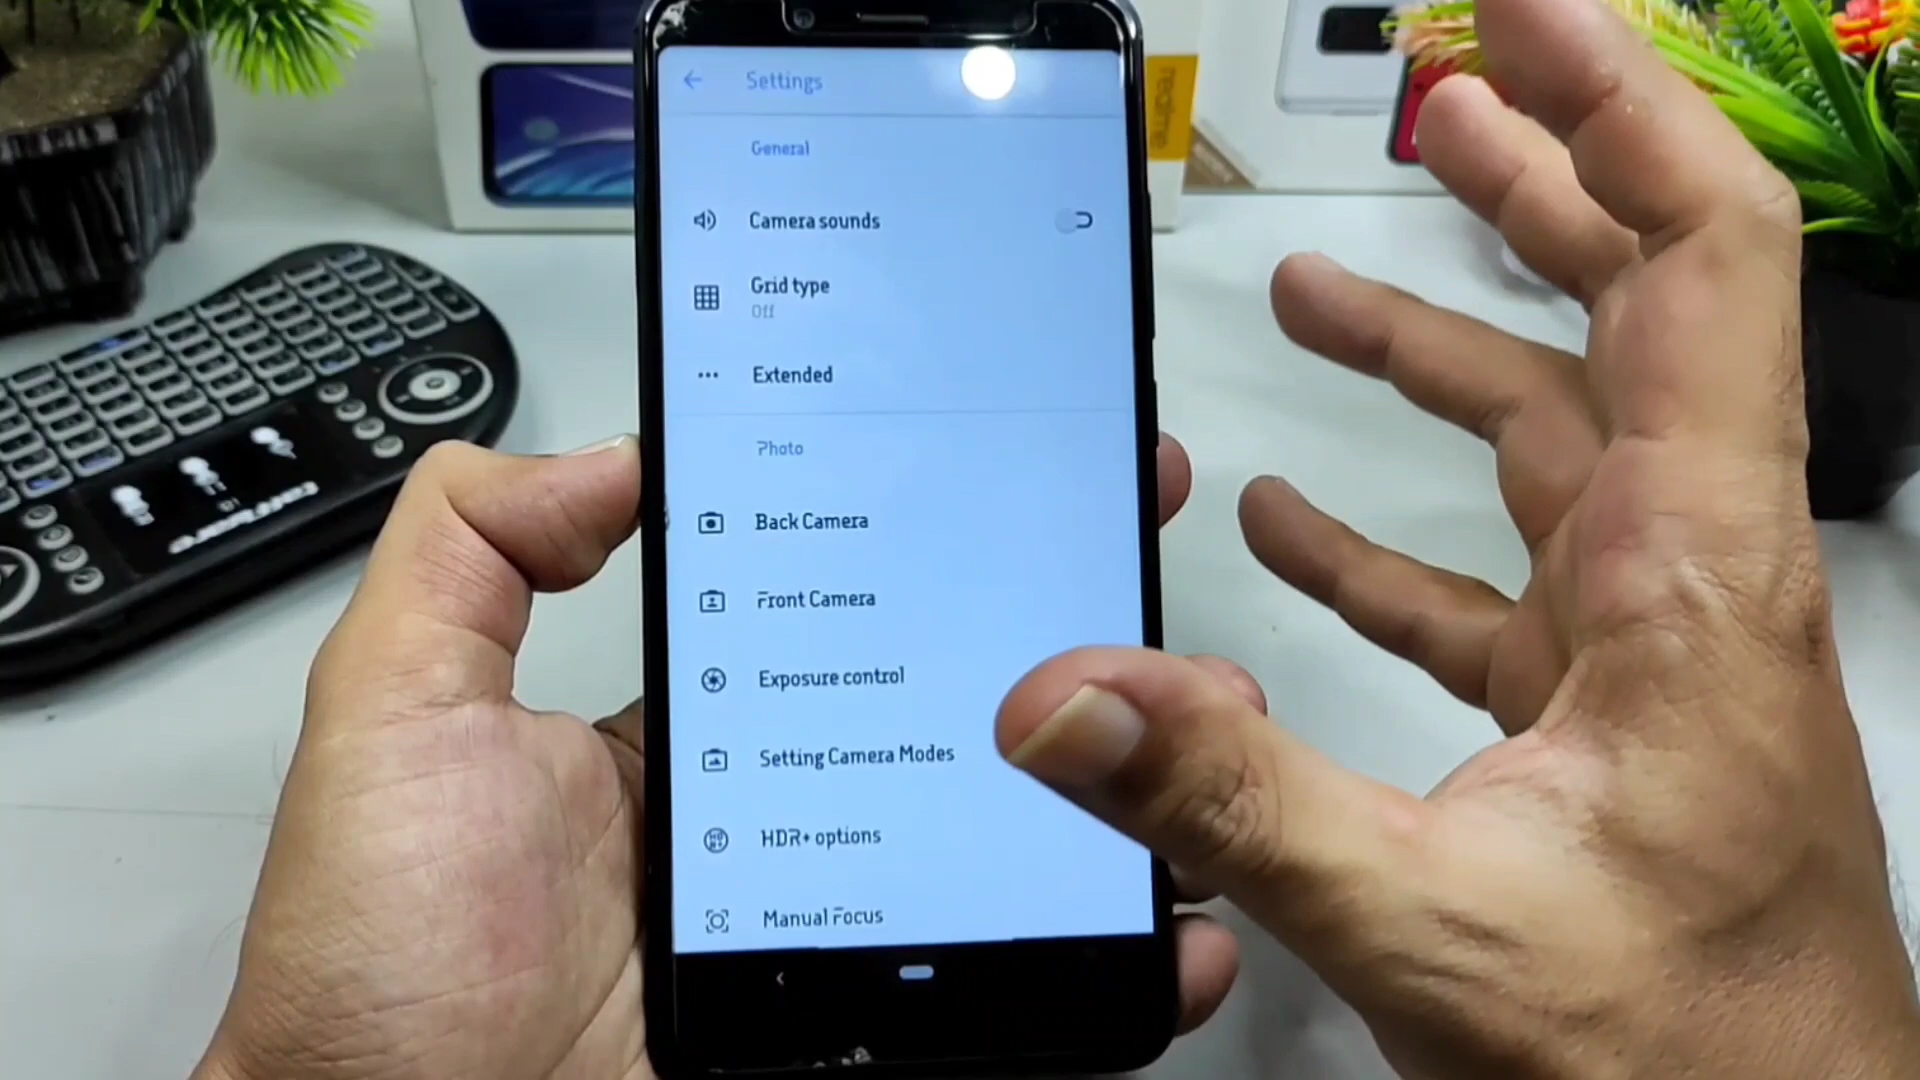 Settings
General
Camera sounds
Grid type
Off
Extended
Photo
Back Camera
Front Camera
Exposure control
Setting Camera Modes
HDR+ options
Manual Focus
realme